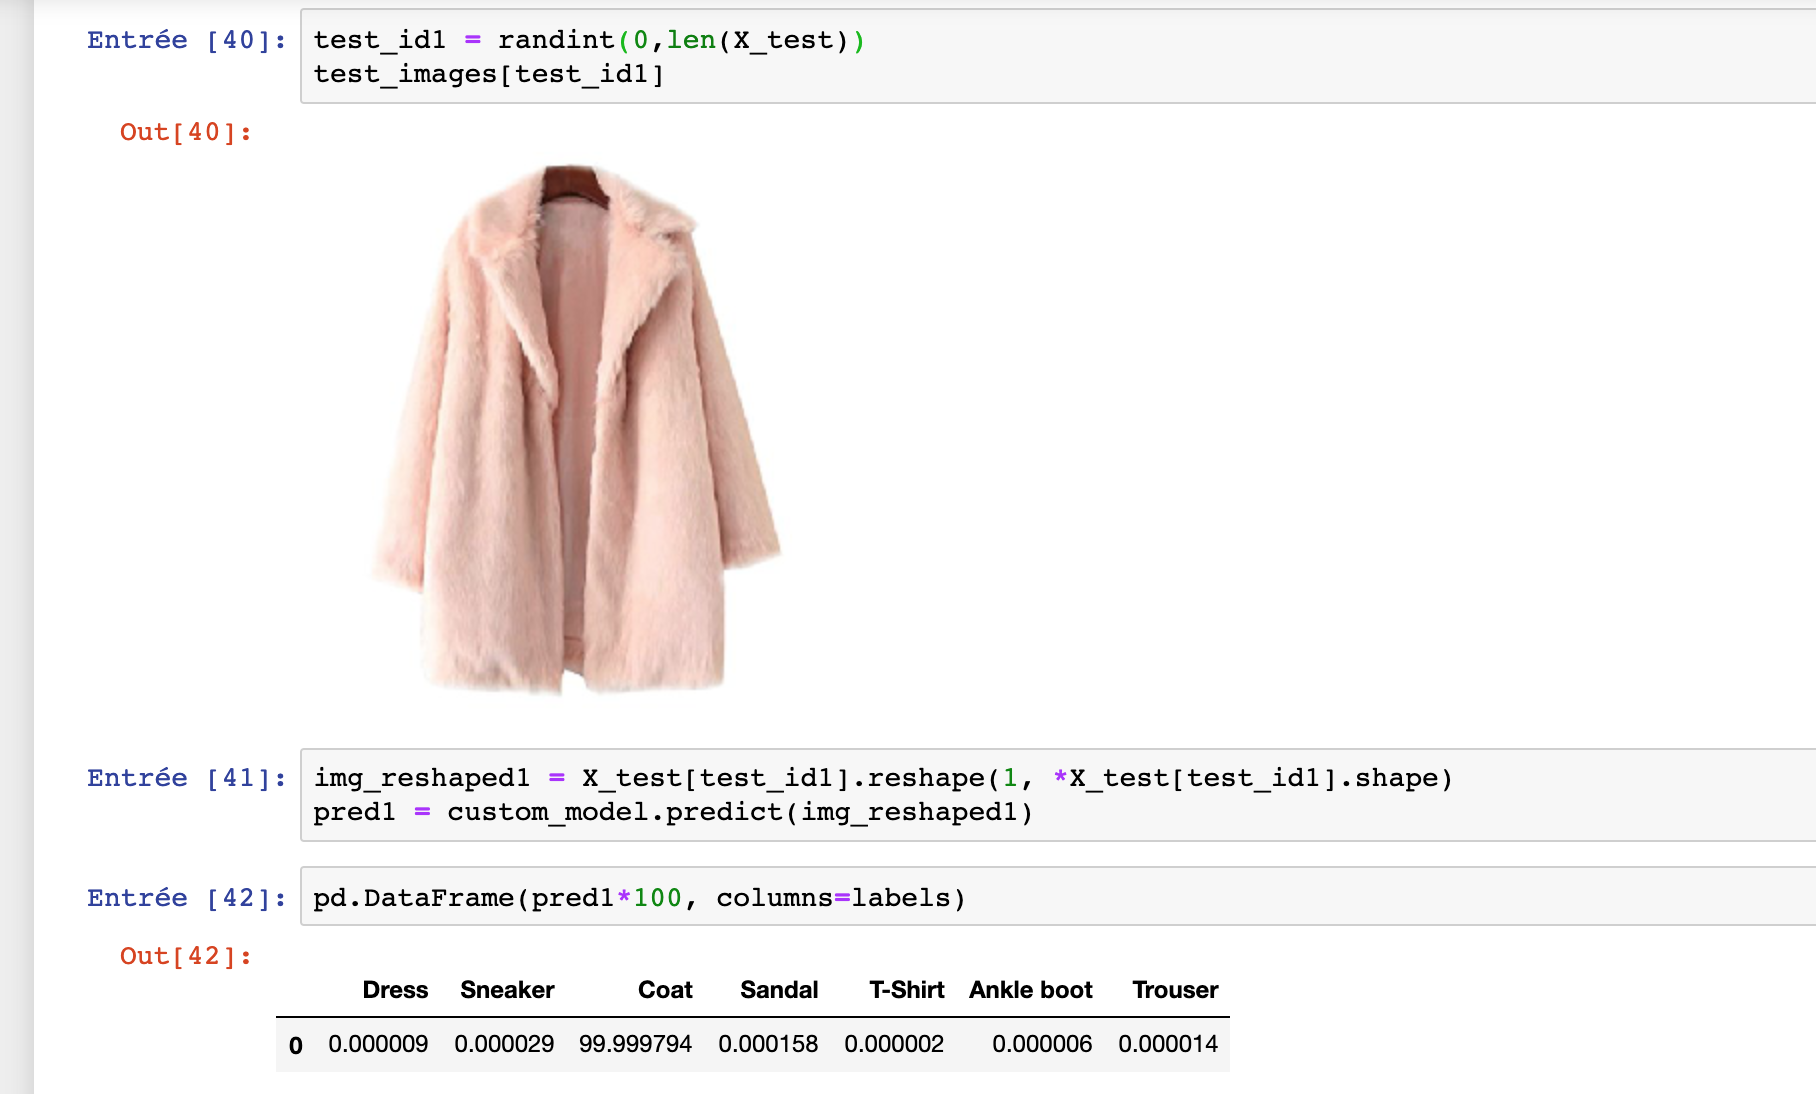 Entrée [40]: test_id1 = randint(0,len(X_test))
test_images[test_id1]
Out[40]:
Entrée [41]: img_reshaped1 = X_test[test_id1].reshape(1, *X_test[test_id1].shape)
pred1 = custom_model.predict(img_reshaped1)
Entrée [42]: pd.DataFrame(pred1*100, columns=labels)
Out[42]:
Dress Sneaker Coat Sandal T-Shirt Ankle boot Trouser
0 0.000009 0.000029 99.999794 0.000158 0.000002 0.000006 0.000014